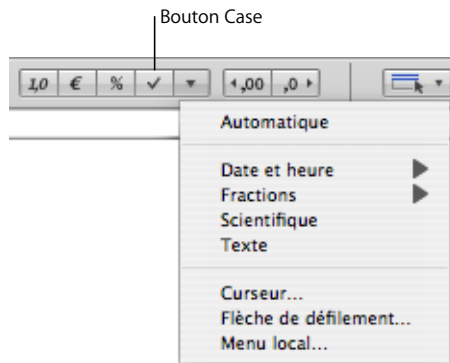 Bouton Case
1,0 € % ✓ ,00 ,0
Automatique
Date et heure
Fractions
Scientifique
Texte
Curseur...
Flèche de défilement...
Menu local...